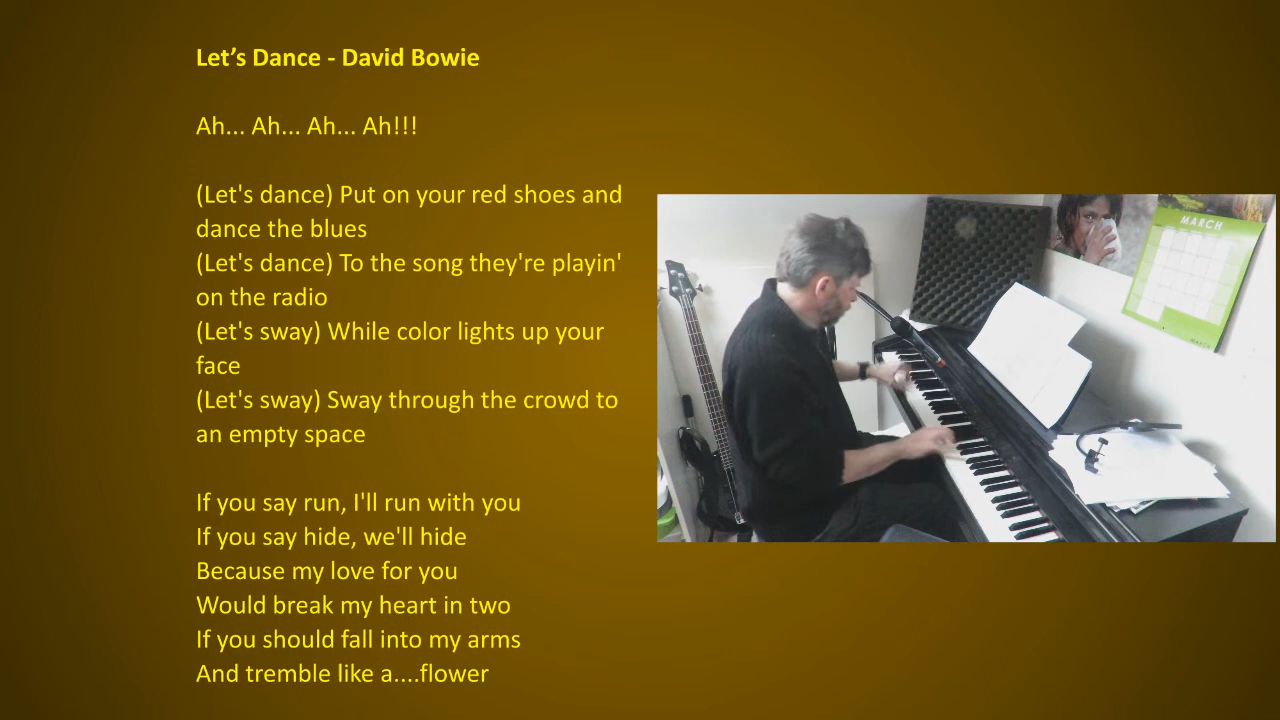 Let’s Dance - David Bowie
Ah... Ah... Ah... Ah!!!
(Let's dance) Put on your red shoes and
dance the blues
(Let's dance) To the song they're playin'
on the radio
(Let's sway) While color lights up your
face
(Let's sway) Sway through the crowd to
an empty space
If you say run, I'll run with you
If you say hide, we'll hide
Because my love for you
Would break my heart in two
If you should fall into my arms
And tremble like a....flower
MARCH
MARCH